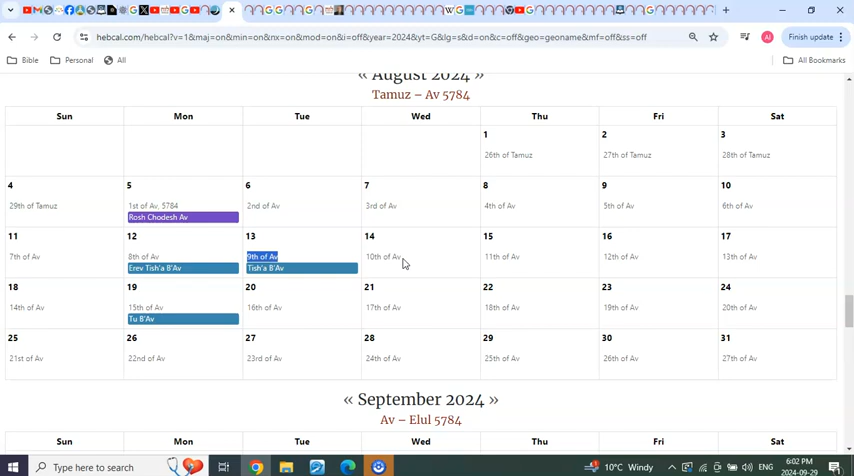 hebcal.com/hebcal?v=1&maj=on&min=on&nx=on&mod=on&i=off&year=2024&yt=G&lg=s&d=on&c=off&geo=geoname&mf=off&ss=off
AI
Finish update
Bible
Personal
All
All Bookmarks
« August 2024 »
Tamuz – Av 5784
Sun Mon Tue Wed Thu Fri Sat
1 2 3
26th of Tamuz 27th of Tamuz 28th of Tamuz
4 5 6 7 8 9 10
29th of Tamuz 1st of Av, 5784 2nd of Av 3rd of Av 4th of Av 5th of Av 6th of Av
Rosh Chodesh Av
11 12 13 14 15 16 17
7th of Av 8th of Av 9th of Av 10th of Av 11th of Av 12th of Av 13th of Av
Erev Tish'a B'Av Tish'a B'Av
18 19 20 21 22 23 24
14th of Av 15th of Av 16th of Av 17th of Av 18th of Av 19th of Av 20th of Av
Tu B'Av
25 26 27 28 29 30 31
21st of Av 22nd of Av 23rd of Av 24th of Av 25th of Av 26th of Av 27th of Av
« September 2024 »
Av – Elul 5784
Sun Mon Tue Wed Thu Fri Sat
Type here to search
10°C Windy
ENG
6:02 PM
2024-09-29